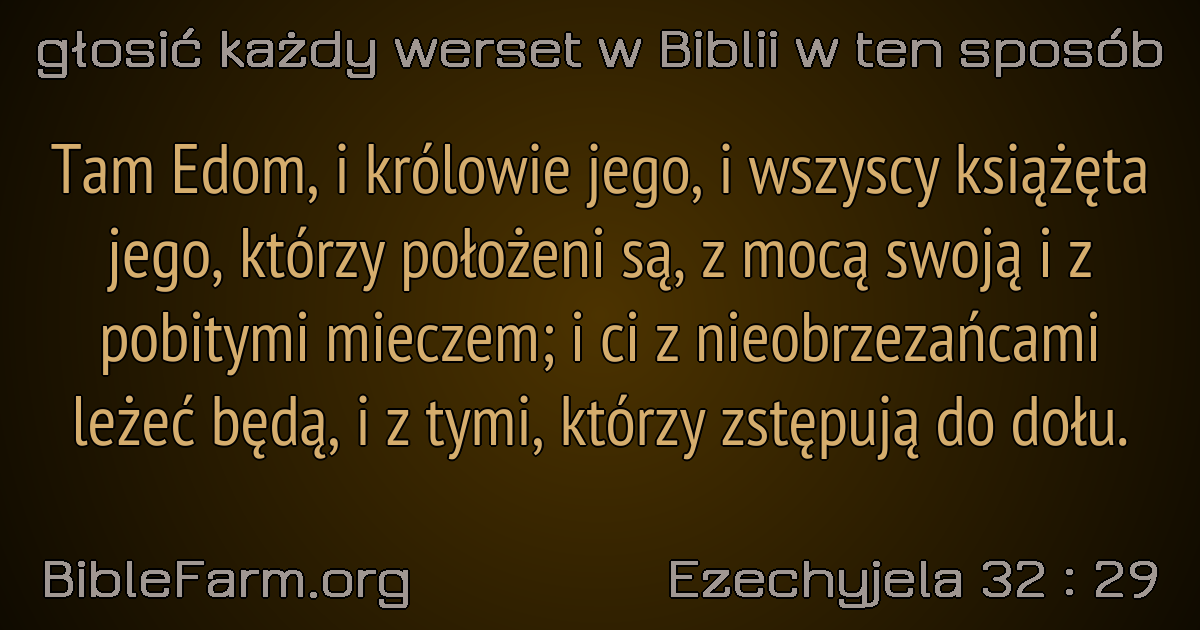 głosić każdy werset w Biblii w ten sposób
Tam Edom, i królowie jego, i wszyscy książęta
jego, którzy położeni są, z mocą swoją i z
pobitymi mieczem; i ci z nieobrzezańcami
leżeć będą, i z tymi, którzy zstępują do dołu.
BibleFarm.org
Ezechyjela 32 : 29